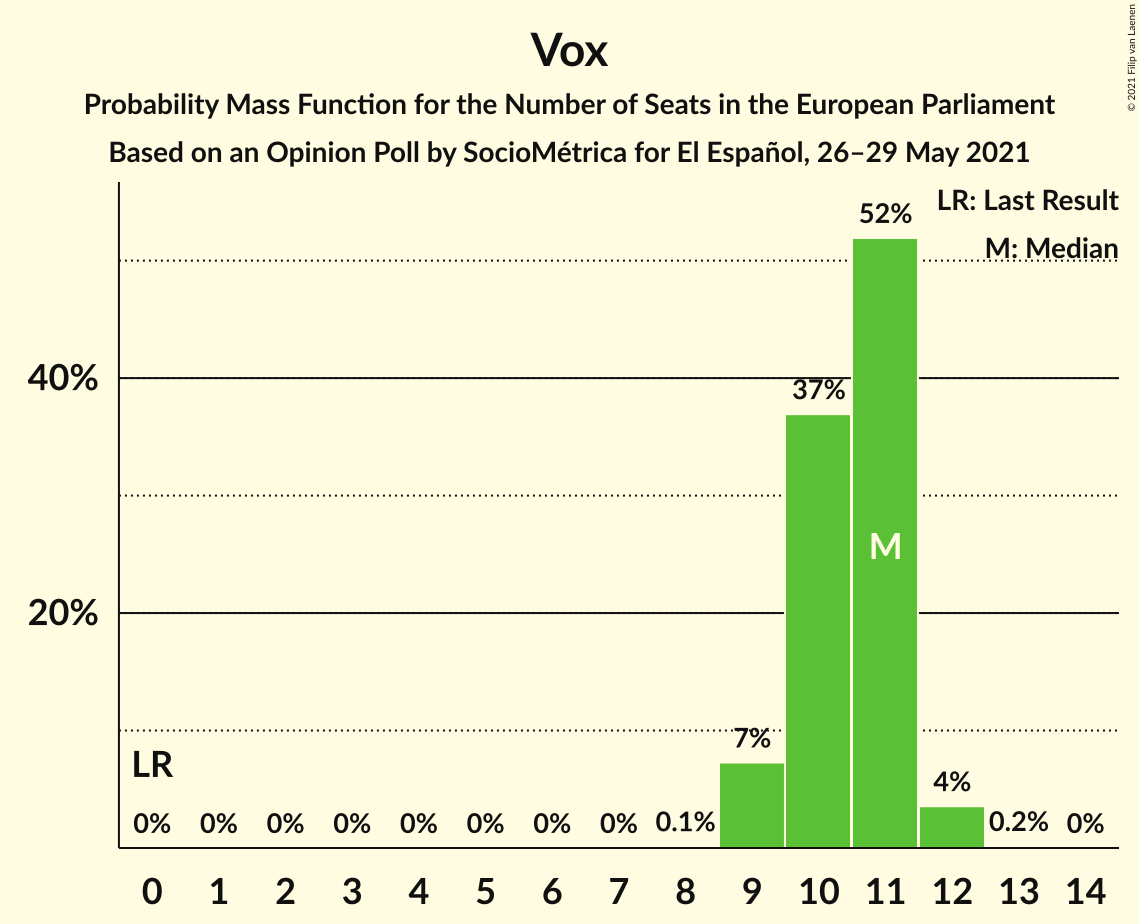 Vox
Probability Mass Function for the Number of Seats in the European Parliament
Based on an Opinion Poll by SocioMétrica for El Español, 26–29 May 2021
© 2021 Filip van Laenen
LR: Last Result
M: Median
52%
40%
37%
M
20%
7%
LR
4%
0% 0% 0% 0% 0% 0% 0% 0% 0.1% 0.2% 0%
0 1 2 3 4 5 6 7 8 9 10 11 12 13 14